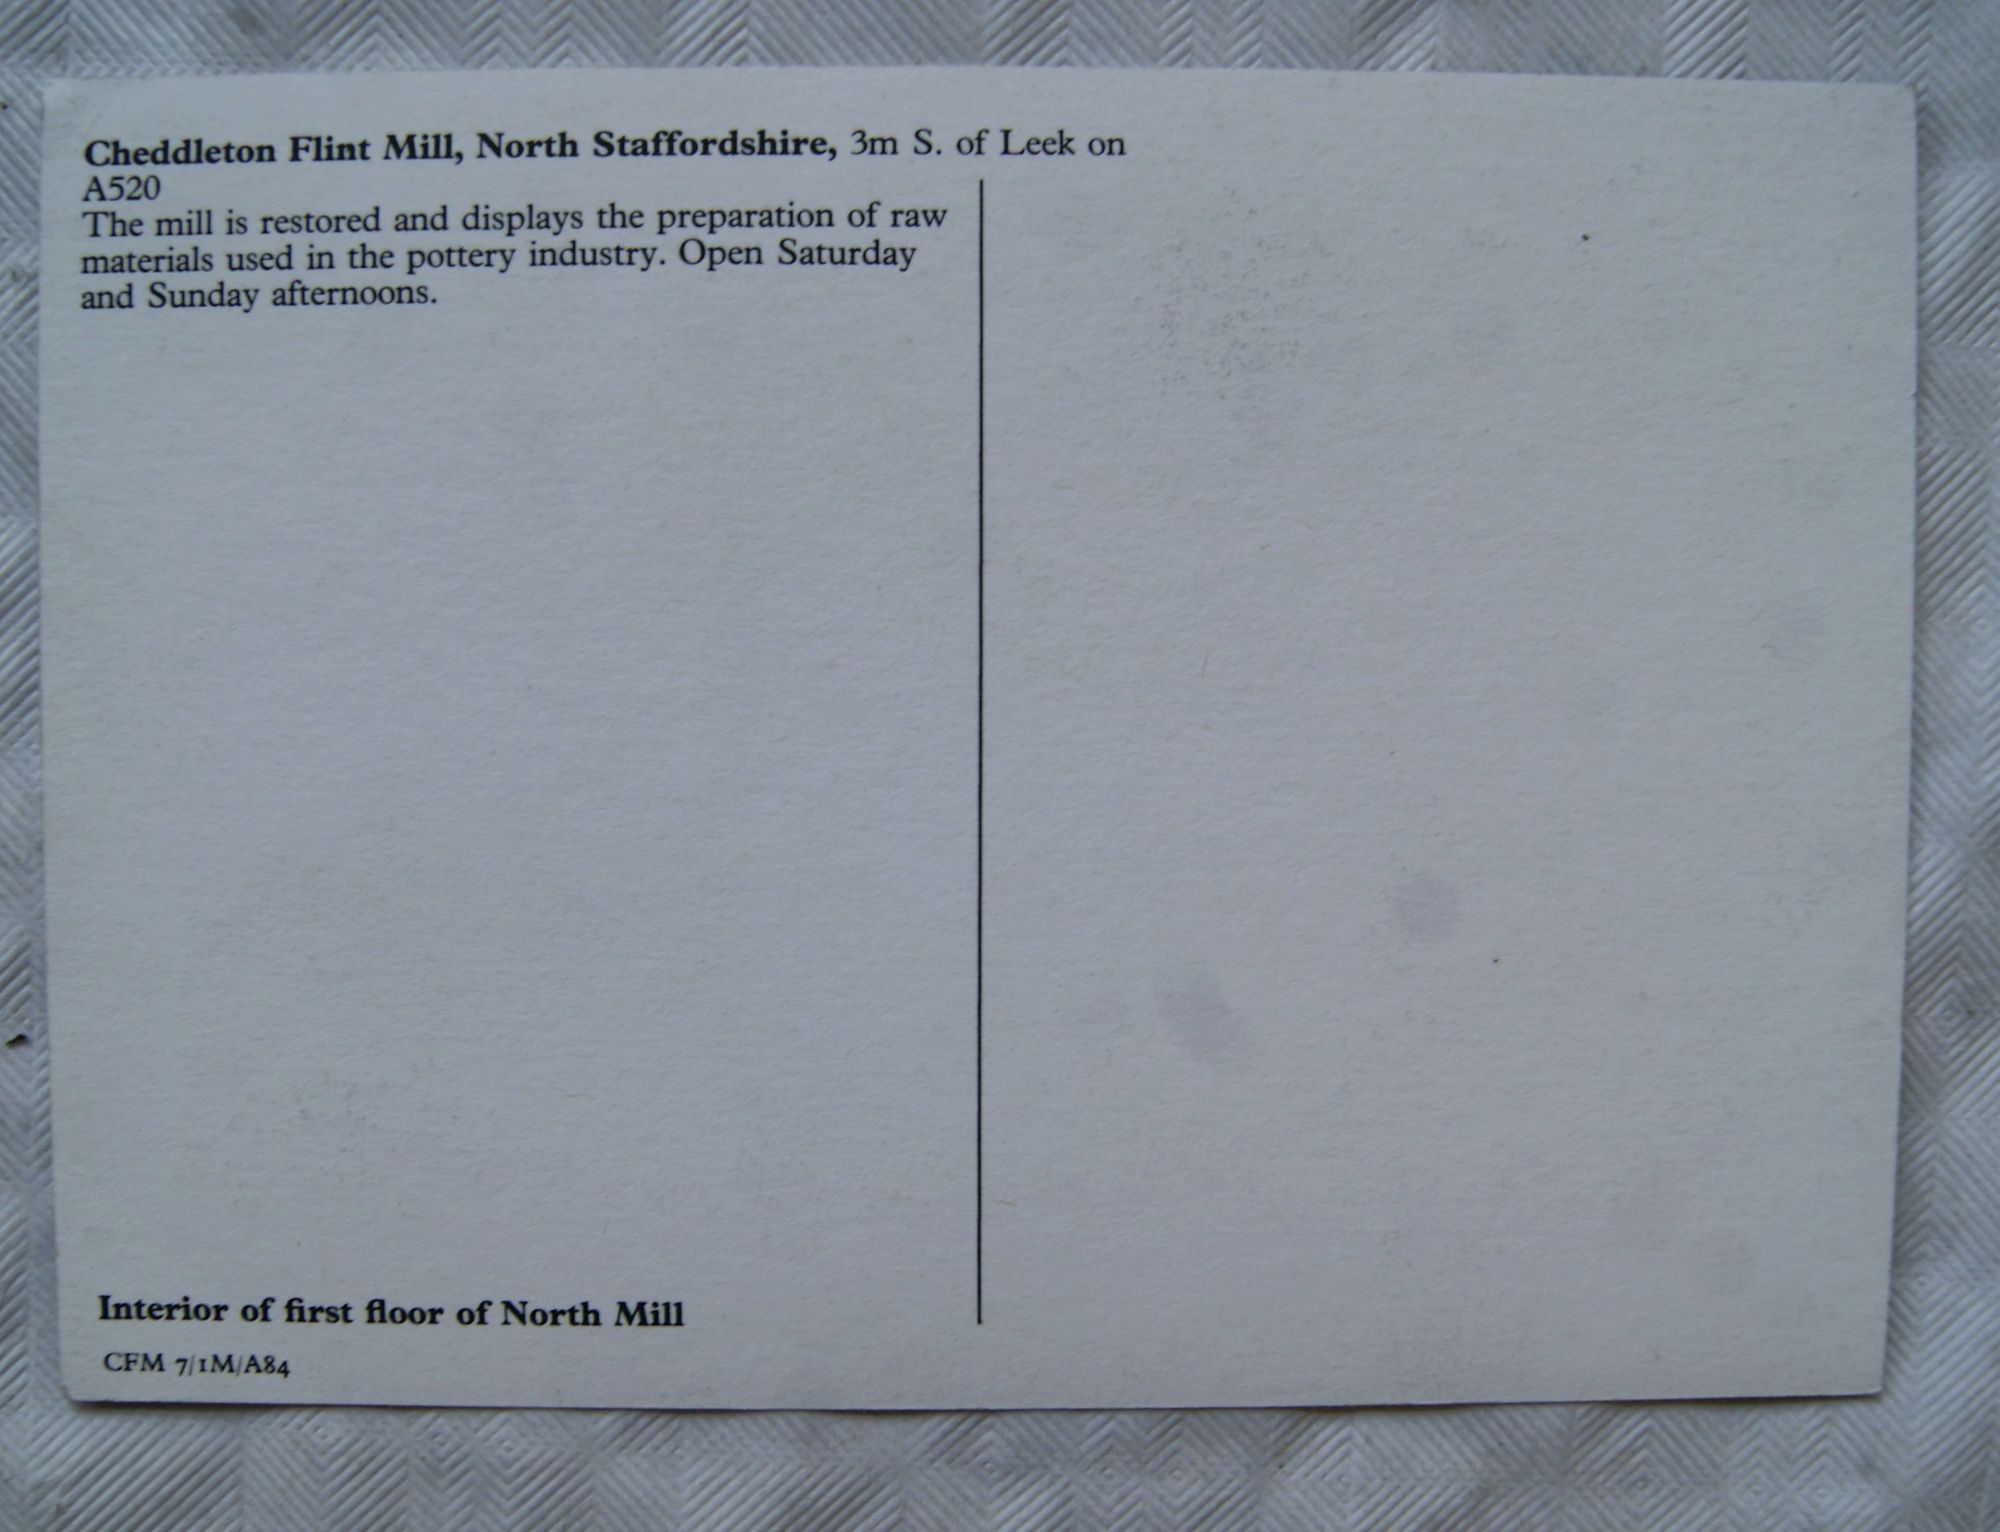 Cheddleton Flint Mill, North Staffordshire, 3m S. of Leek on
A520
The mill is restored and displays the preparation of raw
materials used in the pottery industry. Open Saturday
and Sunday afternoons.
Interior of first floor of North Mill
CFM 7/1M/A84